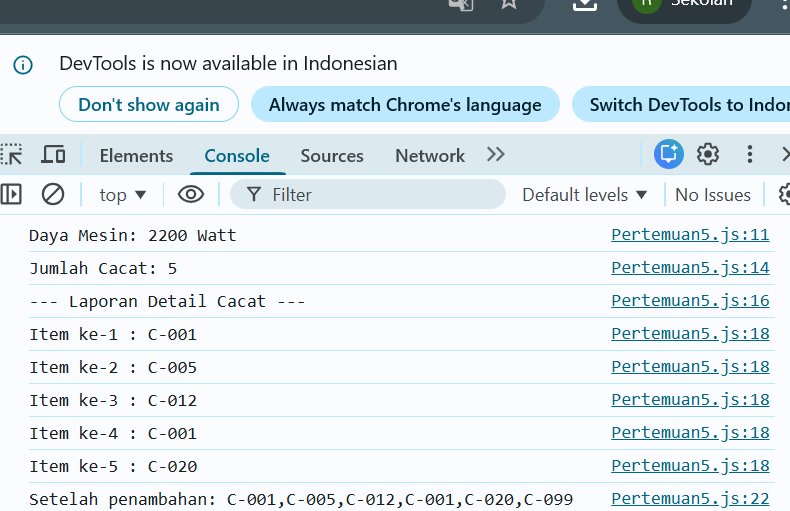 R Sekolah
DevTools is now available in Indonesian
Don't show again Always match Chrome's language Switch DevTools to Indo
Elements Console Sources Network
top Filter Default levels No Issues
Daya Mesin: 2200 Watt Pertemuan5.js:11
Jumlah Cacat: 5 Pertemuan5.js:14
--- Laporan Detail Cacat --- Pertemuan5.js:16
Item ke-1 : C-001 Pertemuan5.js:18
Item ke-2 : C-005 Pertemuan5.js:18
Item ke-3 : C-012 Pertemuan5.js:18
Item ke-4 : C-001 Pertemuan5.js:18
Item ke-5 : C-020 Pertemuan5.js:18
Setelah penambahan: C-001,C-005,C-012,C-001,C-020,C-099 Pertemuan5.js:22